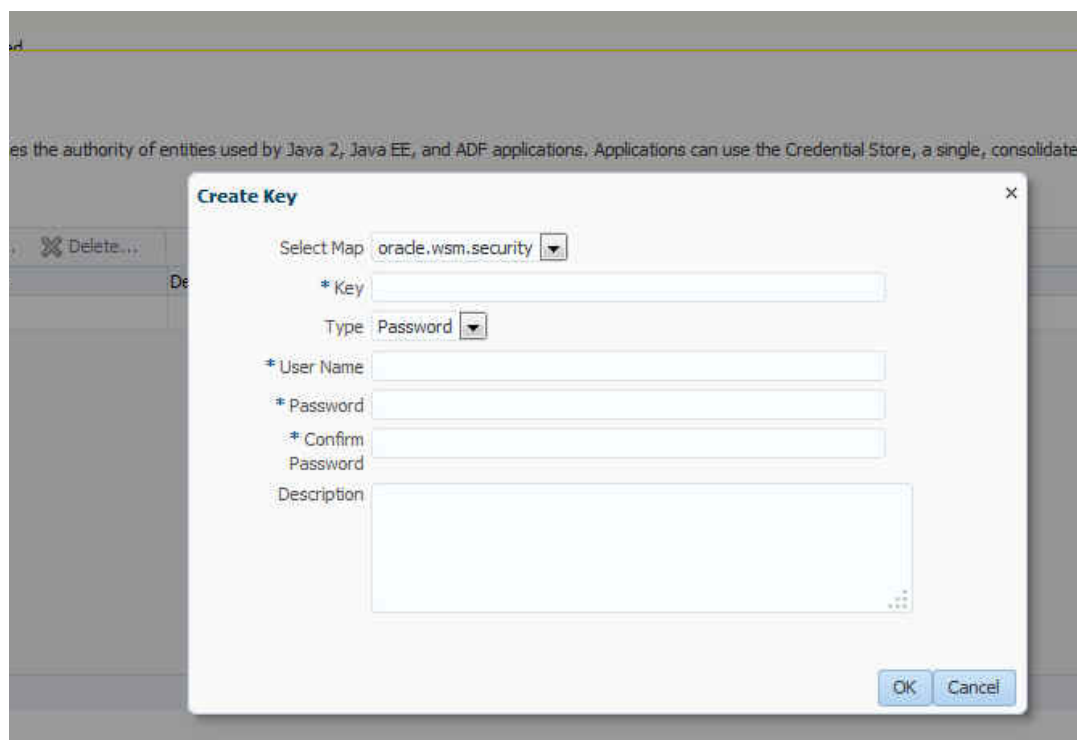 ed
es the authority of entities used by Java 2, Java EE, and ADF applications. Applications can use the Credential Store, a single, consolidate
Create Key
Select Map oracle.wsm.security
Delete...
De
* Key
Type Password
* User Name
* Password
* Confirm
Password
Description
OK Cancel